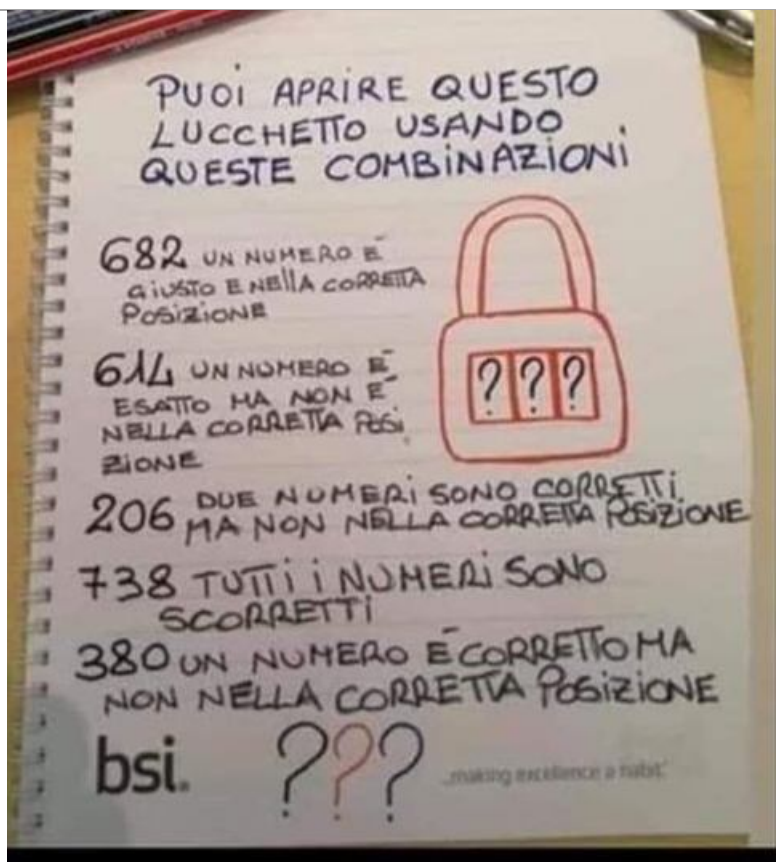 PUOI APRIRE QUESTO
LUCCHETTO USANDO
QUESTE COMBINAZIONI
682 UN NUMERO È
GIUSTO E NELLA CORRETTA
POSIZIONE
614 UN NUMERO È
ESATTO MA NON È
NELLA CORRETTA POSI
ZIONE
???
206 DUE NUMERI SONO CORRETTI
MA NON NELLA CORRETTA POSIZIONE
738 TUTTI I NUMERI SONO
SCORRETTI
380 UN NUMERO È CORRETTO MA
NON NELLA CORRETTA POSIZIONE
bsi. ??? ...making excellence a habit.™